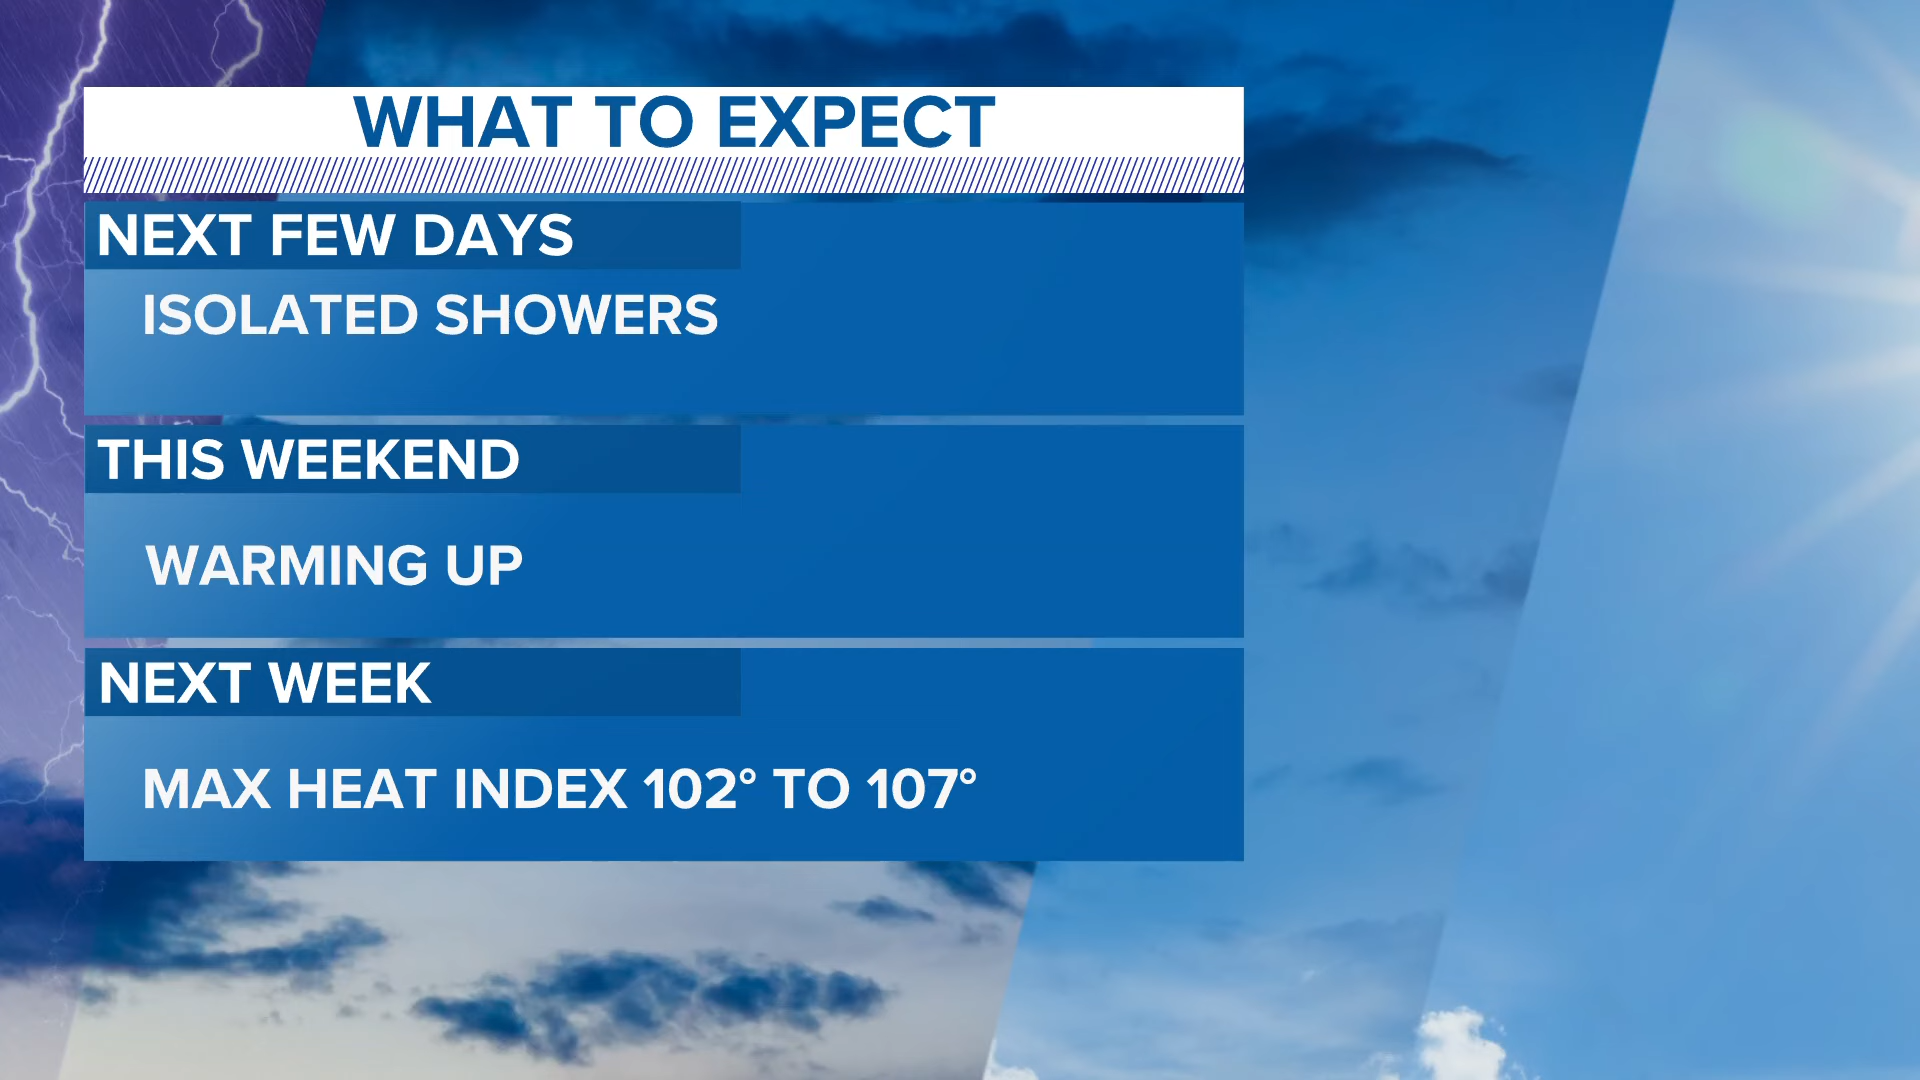 WHAT TO EXPECT
NEXT FEW DAYS
ISOLATED SHOWERS
THIS WEEKEND
WARMING UP
NEXT WEEK
MAX HEAT INDEX 102° TO 107°